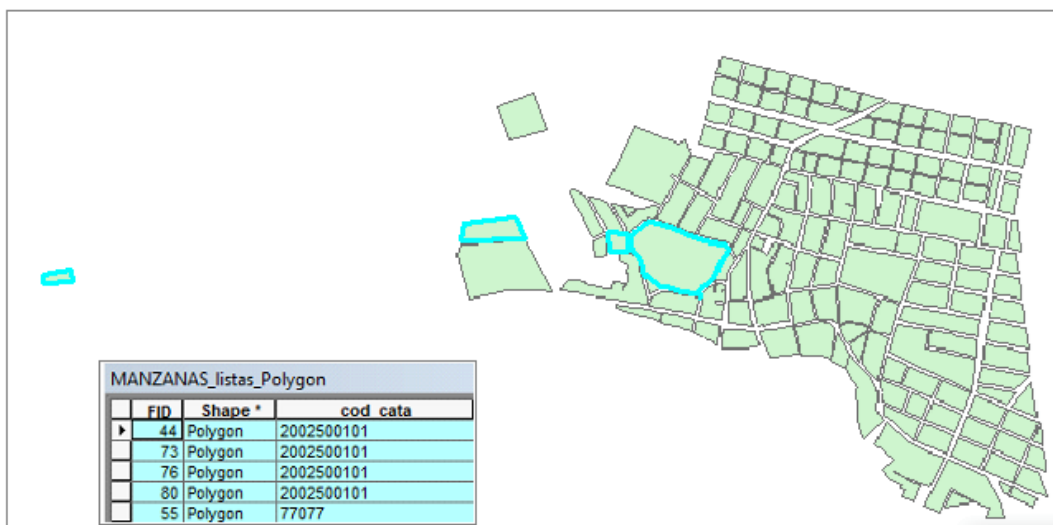 MANZANAS_listas_Polygon
FID Shape * cod_cata
44 Polygon 2002500101
73 Polygon 2002500101
76 Polygon 2002500101
80 Polygon 2002500101
55 Polygon 77077